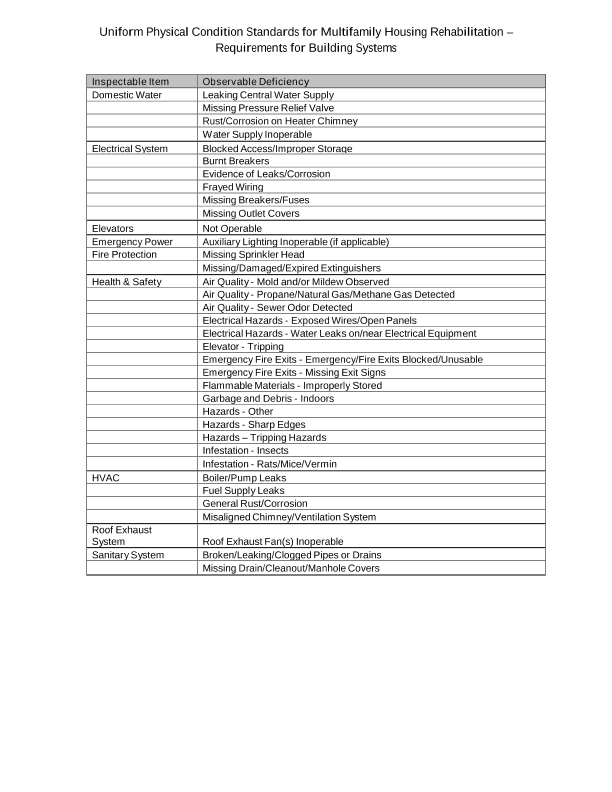 Uniform Physical Condition Standards for Multifamily Housing Rehabilitation –
Requirements for Building Systems
Inspectable Item Observable Deficiency
Domestic Water Leaking Central Water Supply
Missing Pressure Relief Valve
Rust/Corrosion on Heater Chimney
Water Supply Inoperable
Electrical System Blocked Access/Improper Storage
Burnt Breakers
Evidence of Leaks/Corrosion
Frayed Wiring
Missing Breakers/Fuses
Missing Outlet Covers
Elevators Not Operable
Emergency Power Auxiliary Lighting Inoperable (if applicable)
Fire Protection Missing Sprinkler Head
Missing/Damaged/Expired Extinguishers
Health & Safety Air Quality - Mold and/or Mildew Observed
Air Quality - Propane/Natural Gas/Methane Gas Detected
Air Quality - Sewer Odor Detected
Electrical Hazards - Exposed Wires/Open Panels
Electrical Hazards - Water Leaks on/near Electrical Equipment
Elevator - Tripping
Emergency Fire Exits - Emergency/Fire Exits Blocked/Unusable
Emergency Fire Exits - Missing Exit Signs
Flammable Materials - Improperly Stored
Garbage and Debris - Indoors
Hazards - Other
Hazards - Sharp Edges
Hazards – Tripping Hazards
Infestation - Insects
Infestation - Rats/Mice/Vermin
HVAC Boiler/Pump Leaks
Fuel Supply Leaks
General Rust/Corrosion
Misaligned Chimney/Ventilation System
Roof Exhaust
System Roof Exhaust Fan(s) Inoperable
Sanitary System Broken/Leaking/Clogged Pipes or Drains
Missing Drain/Cleanout/Manhole Covers